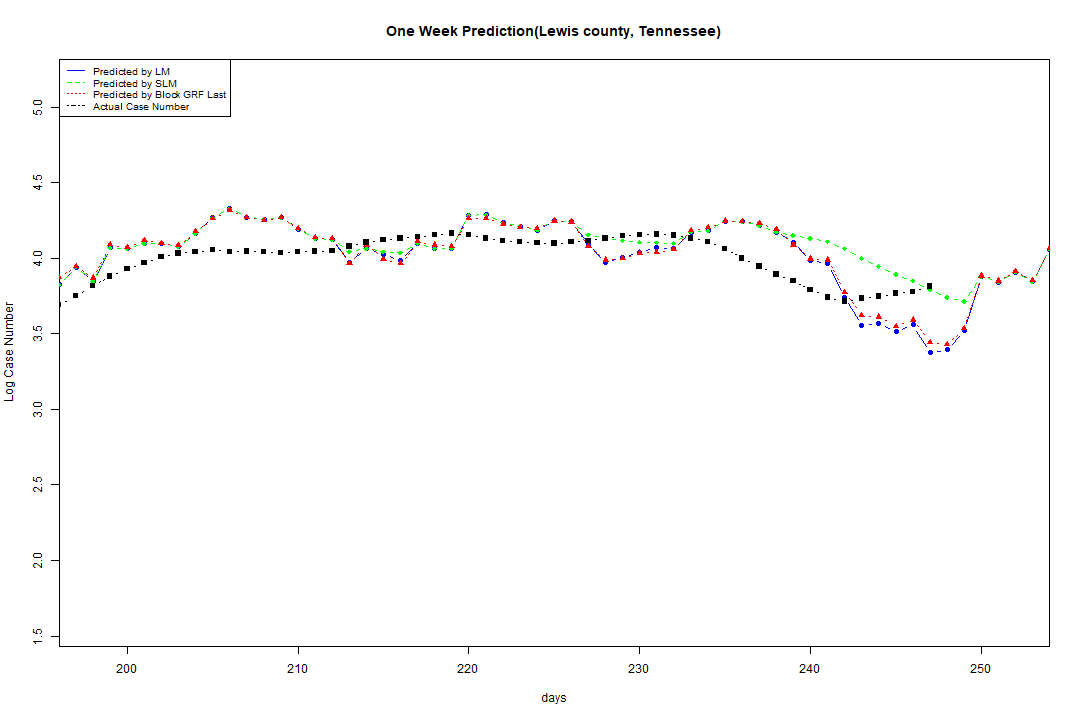 One Week Prediction(Lewis county, Tennessee)
Predicted by LM
Predicted by SLM
Predicted by Block GRF Last
Actual Case Number
5.0
4.5
4.0
3.5
3.0
2.5
2.0
1.5
Log Case Number
200 210 220 230 240 250
days